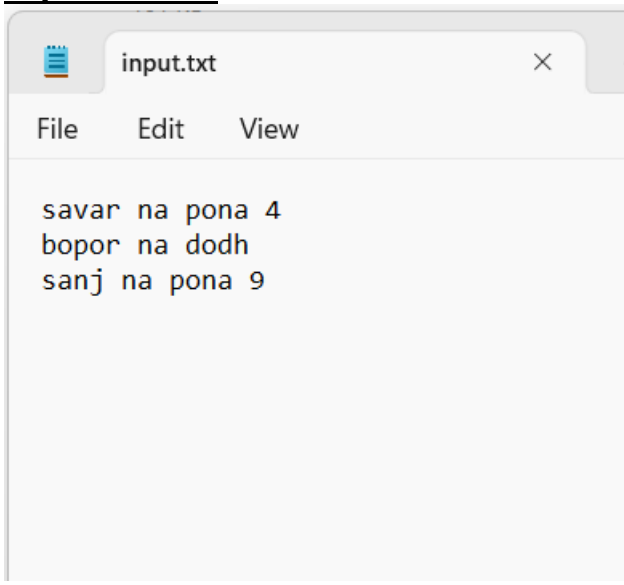 input.txt
File Edit View
savar na pona 4
bopor na dodh
sanj na pona 9